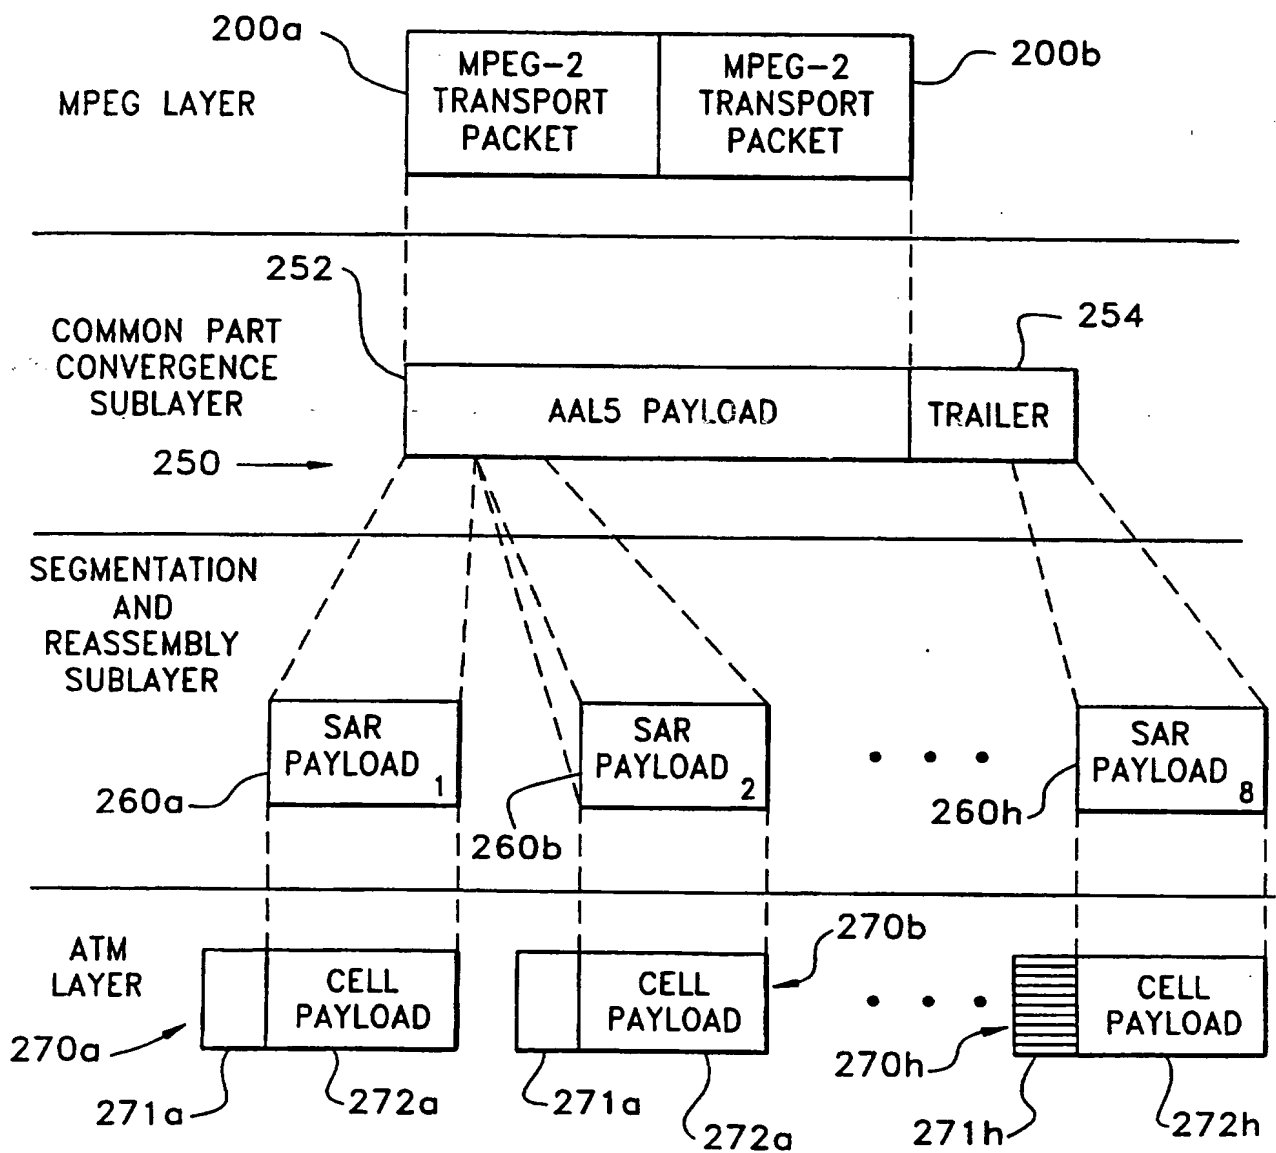 200a
MPEG-2
TRANSPORT
PACKET
MPEG-2
TRANSPORT
PACKET
200b
MPEG LAYER
252
254
COMMON PART
CONVERGENCE
SUBLAYER
AAL5 PAYLOAD
TRAILER
250
SEGMENTATION
AND
REASSEMBLY
SUBLAYER
SAR
PAYLOAD
1
SAR
PAYLOAD
2
SAR
PAYLOAD
8
260a
260b
260h
ATM
LAYER
CELL
PAYLOAD
CELL
PAYLOAD
CELL
PAYLOAD
270a
270b
270h
271a
272a
271a
272a
271h
272h